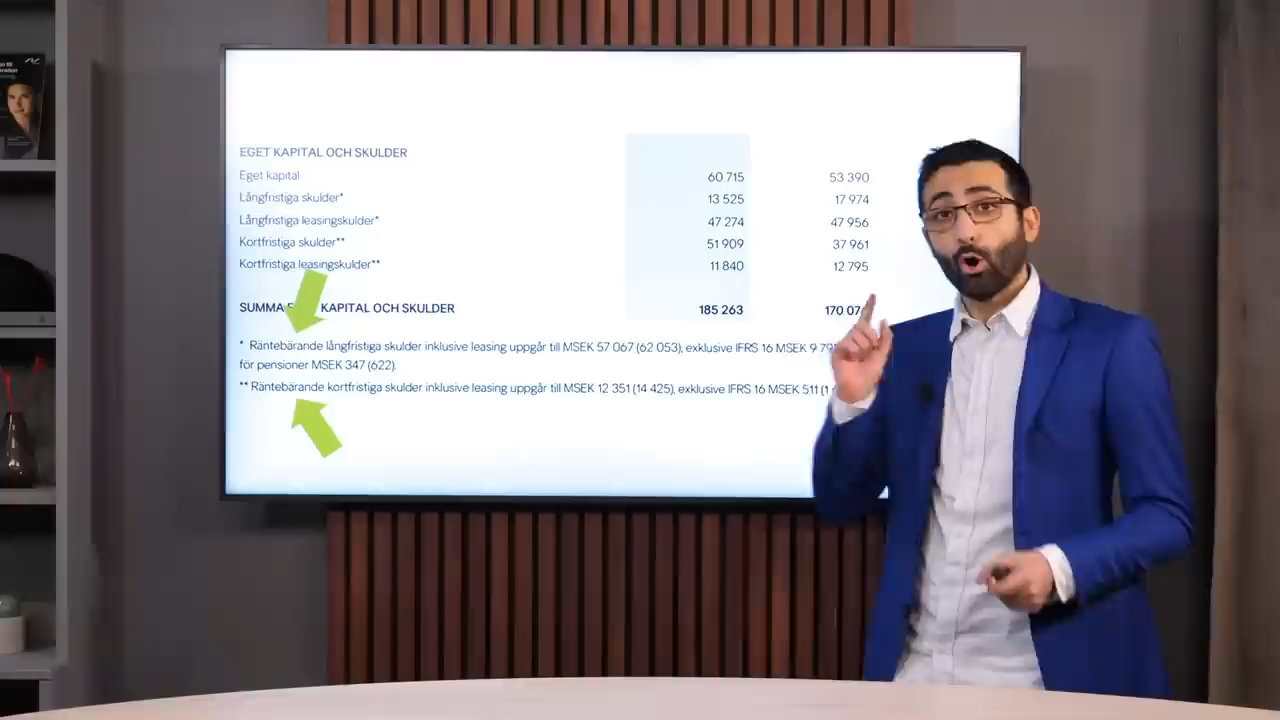 EGET KAPITAL OCH SKULDER
Eget kapital 60 715 53 390
Långfristiga skulder* 13 525 17 974
Långfristiga leasingskulder* 47 274 47 956
Kortfristiga skulder** 51 909 37 961
Kortfristiga leasingskulder** 11 840 12 795
SUMMA KAPITAL OCH SKULDER 185 263
* Räntebärande långfristiga skulder inklusive leasing uppgår till MSEK 57 067 (62 053), exklusive IFRS 16 MSEK
för pensioner MSEK 347 (622).
** Räntebärande kortfristiga skulder inklusive leasing uppgår till MSEK 12 351 (14 425), exklusive IFRS 16 MSEK 511